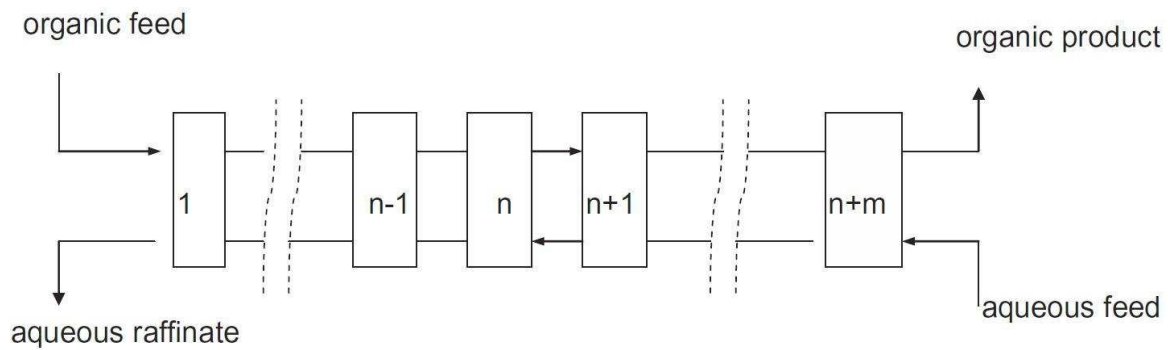 organic feed
organic product
1
n-1
n
n+1
n+m
aqueous feed
aqueous raffinate